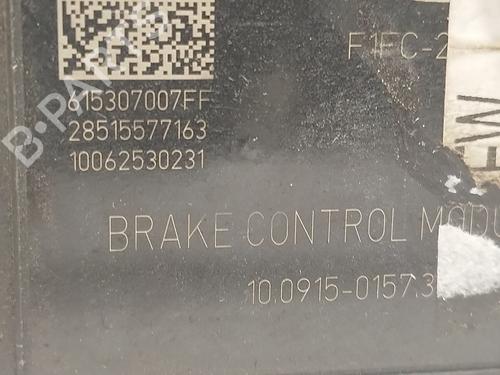 F1FC-2
615307007FF
28515577163
10062530231
BRAKE CONTROL MODU
10.0915-0157.3
B-PARTS